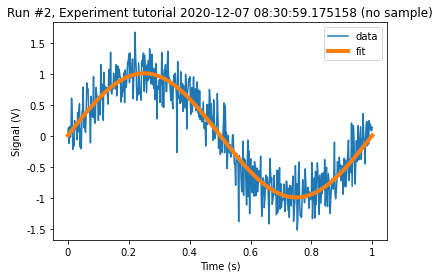 Run #2, Experiment tutorial 2020-12-07 08:30:59.175158 (no sample)
data
fit
Signal (V)
1.5
1
0.5
0
-0.5
-1
-1.5
0 0.2 0.4 0.6 0.8 1
Time (s)